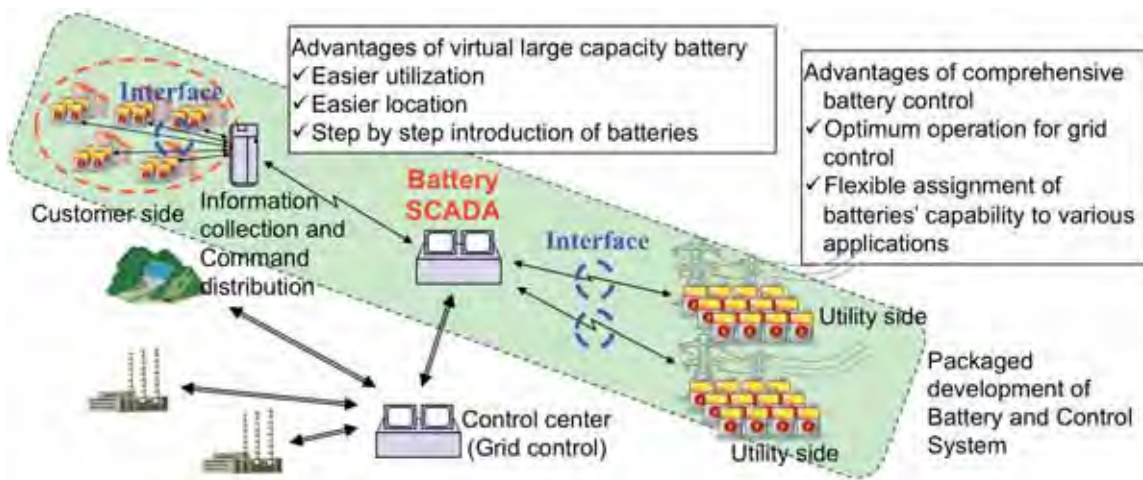 Advantages of virtual large capacity battery
✓ Easier utilization
✓ Easier location
✓ Step by step introduction of batteries
Advantages of comprehensive
battery control
✓ Optimum operation for grid
control
✓ Flexible assignment of
batteries' capability to various
applications
Interface
Customer side
Information
collection and
Command
distribution
Battery
SCADA
Interface
Utility side
Utility side
Packaged
development of
Battery and Control
System
Control center
(Grid control)